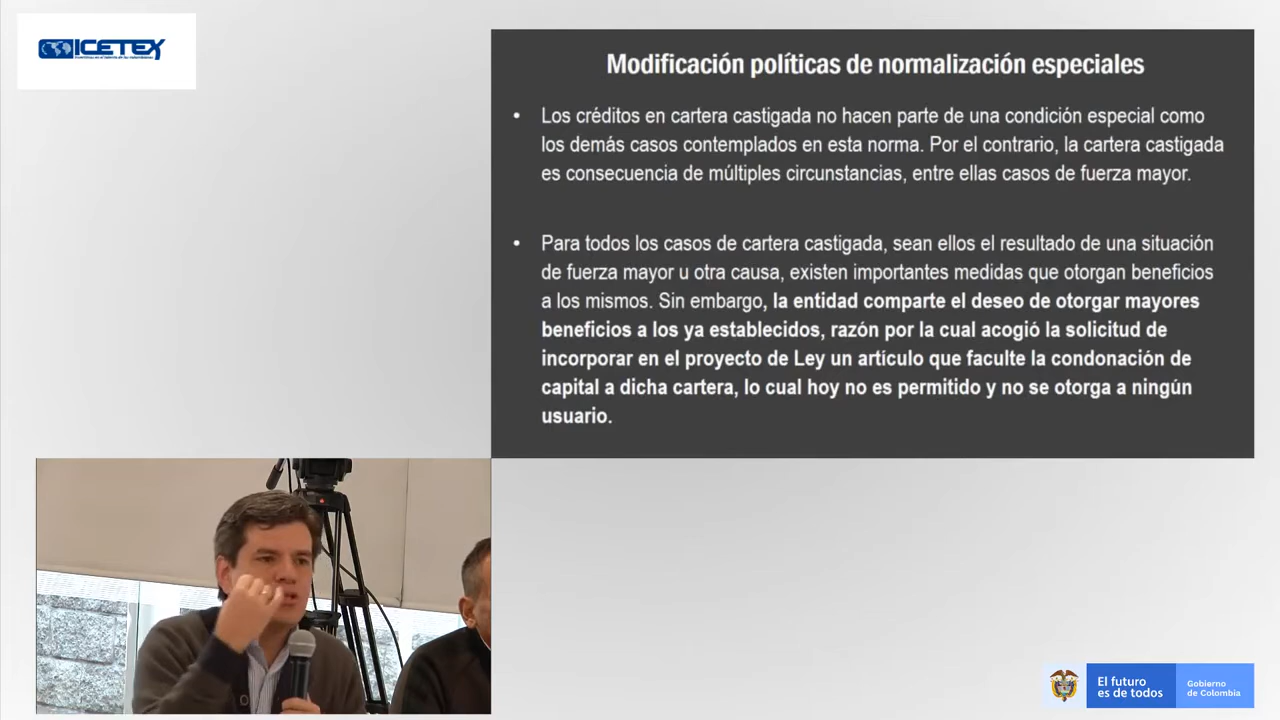 ICETEX
Modificación políticas de normalización especiales
• Los créditos en cartera castigada no hacen parte de una condición especial como
los demás casos contemplados en esta norma. Por el contrario, la cartera castigada
es consecuencia de múltiples circunstancias, entre ellas casos de fuerza mayor.
• Para todos los casos de cartera castigada, sean ellos el resultado de una situación
de fuerza mayor u otra causa, existen importantes medidas que otorgan beneficios
a los mismos. Sin embargo, la entidad comparte el deseo de otorgar mayores
beneficios a los ya establecidos, razón por la cual acogió la solicitud de
incorporar en el proyecto de Ley un artículo que faculte la condonación de
capital a dicha cartera, lo cual hoy no es permitido y no se otorga a ningún
usuario.
El futuro
es de todos
Gobierno
de Colombia